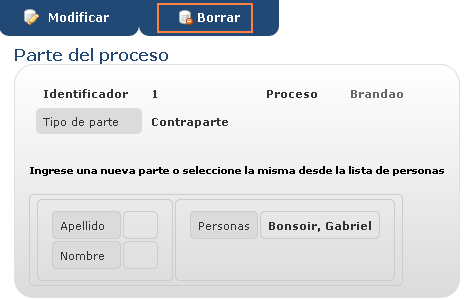 Modificar Borrar
Parte del proceso
Identificador 1 Proceso Brandao
Tipo de parte Contraparte
Ingrese una nueva parte o seleccione la misma desde la lista de personas
Apellido Personas Bonsoir, Gabriel
Nombre